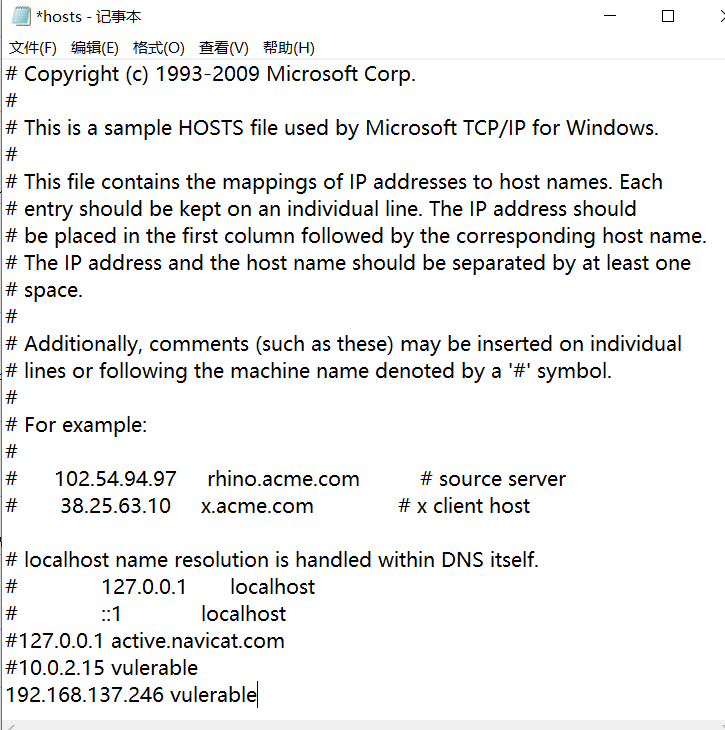 *hosts - 记事本
文件(F) 编辑(E) 格式(O) 查看(V) 帮助(H)
# Copyright (c) 1993-2009 Microsoft Corp.
#
# This is a sample HOSTS file used by Microsoft TCP/IP for Windows.
#
# This file contains the mappings of IP addresses to host names. Each
# entry should be kept on an individual line. The IP address should
# be placed in the first column followed by the corresponding host name.
# The IP address and the host name should be separated by at least one
# space.
#
# Additionally, comments (such as these) may be inserted on individual
# lines or following the machine name denoted by a '#' symbol.
#
# For example:
#
# 102.54.94.97 rhino.acme.com # source server
# 38.25.63.10 x.acme.com # x client host
# localhost name resolution is handled within DNS itself.
# 127.0.0.1 localhost
# ::1 localhost
#127.0.0.1 active.navicat.com
#10.0.2.15 vulerable
192.168.137.246 vulerable